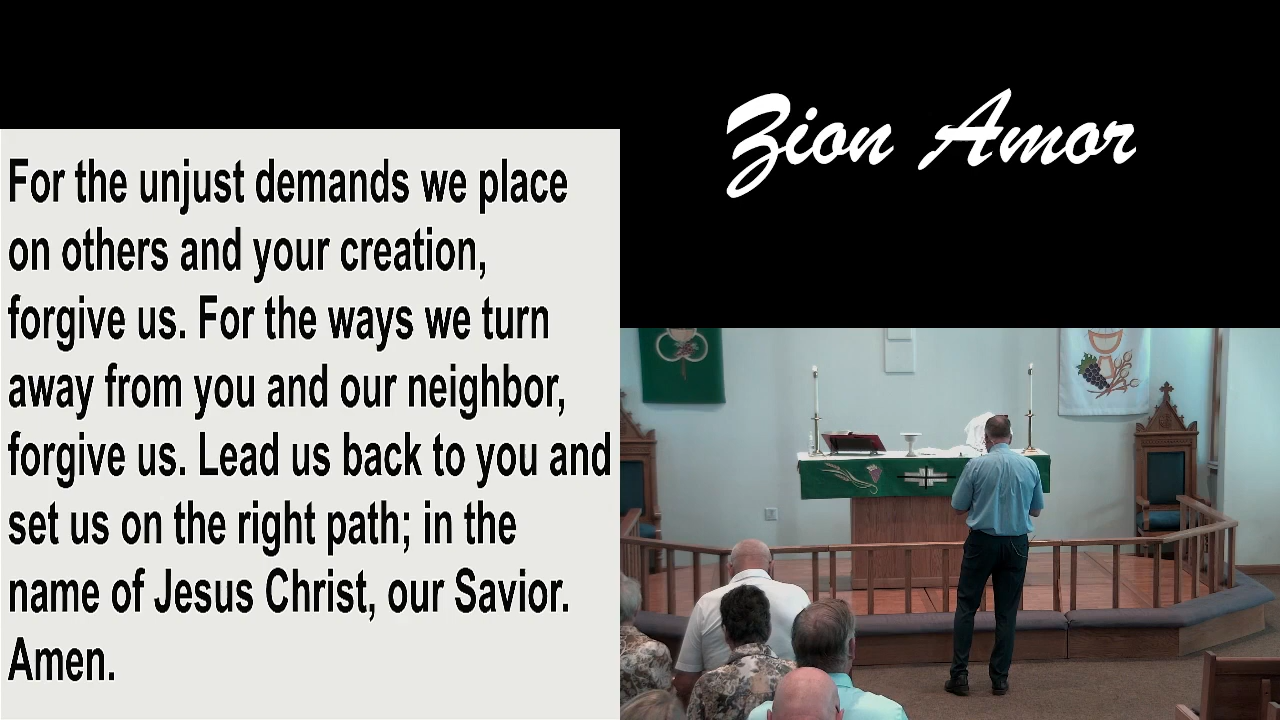 Zion Amor
For the unjust demands we place
on others and your creation,
forgive us. For the ways we turn
away from you and our neighbor,
forgive us. Lead us back to you and
set us on the right path; in the
name of Jesus Christ, our Savior.
Amen.